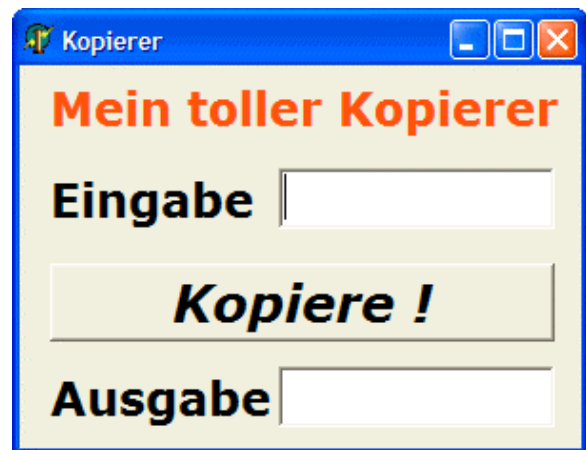 Kopierer
Mein toller Kopierer
Eingabe
Kopiere !
Ausgabe